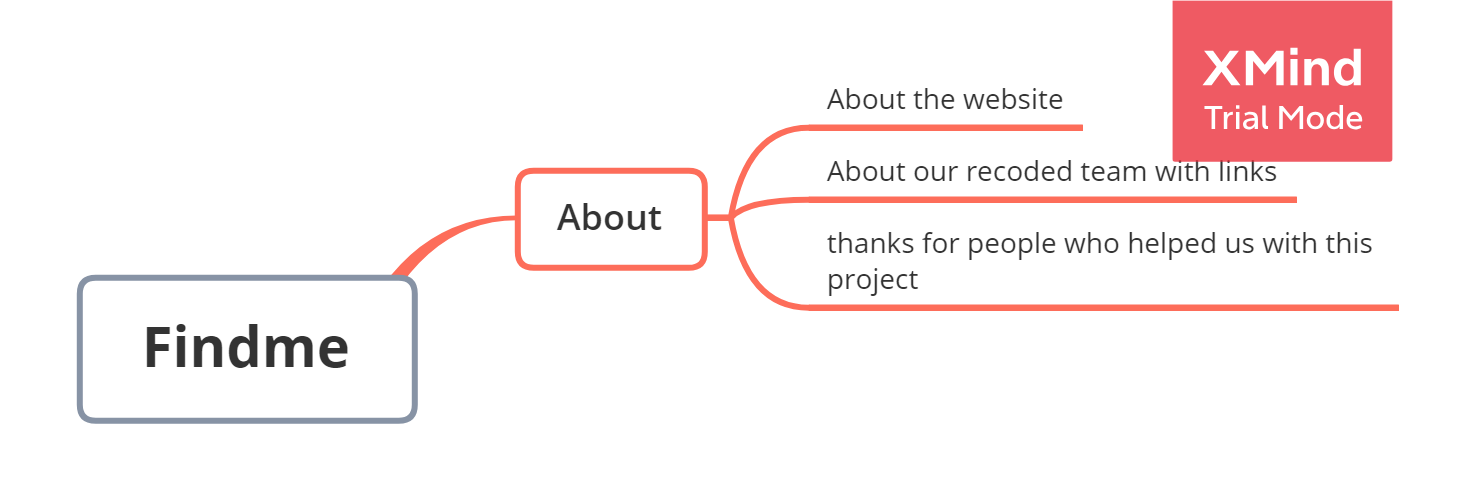 XMind
Trial Mode
About the website
About our recoded team with links
About
thanks for people who helped us with this
project
Findme